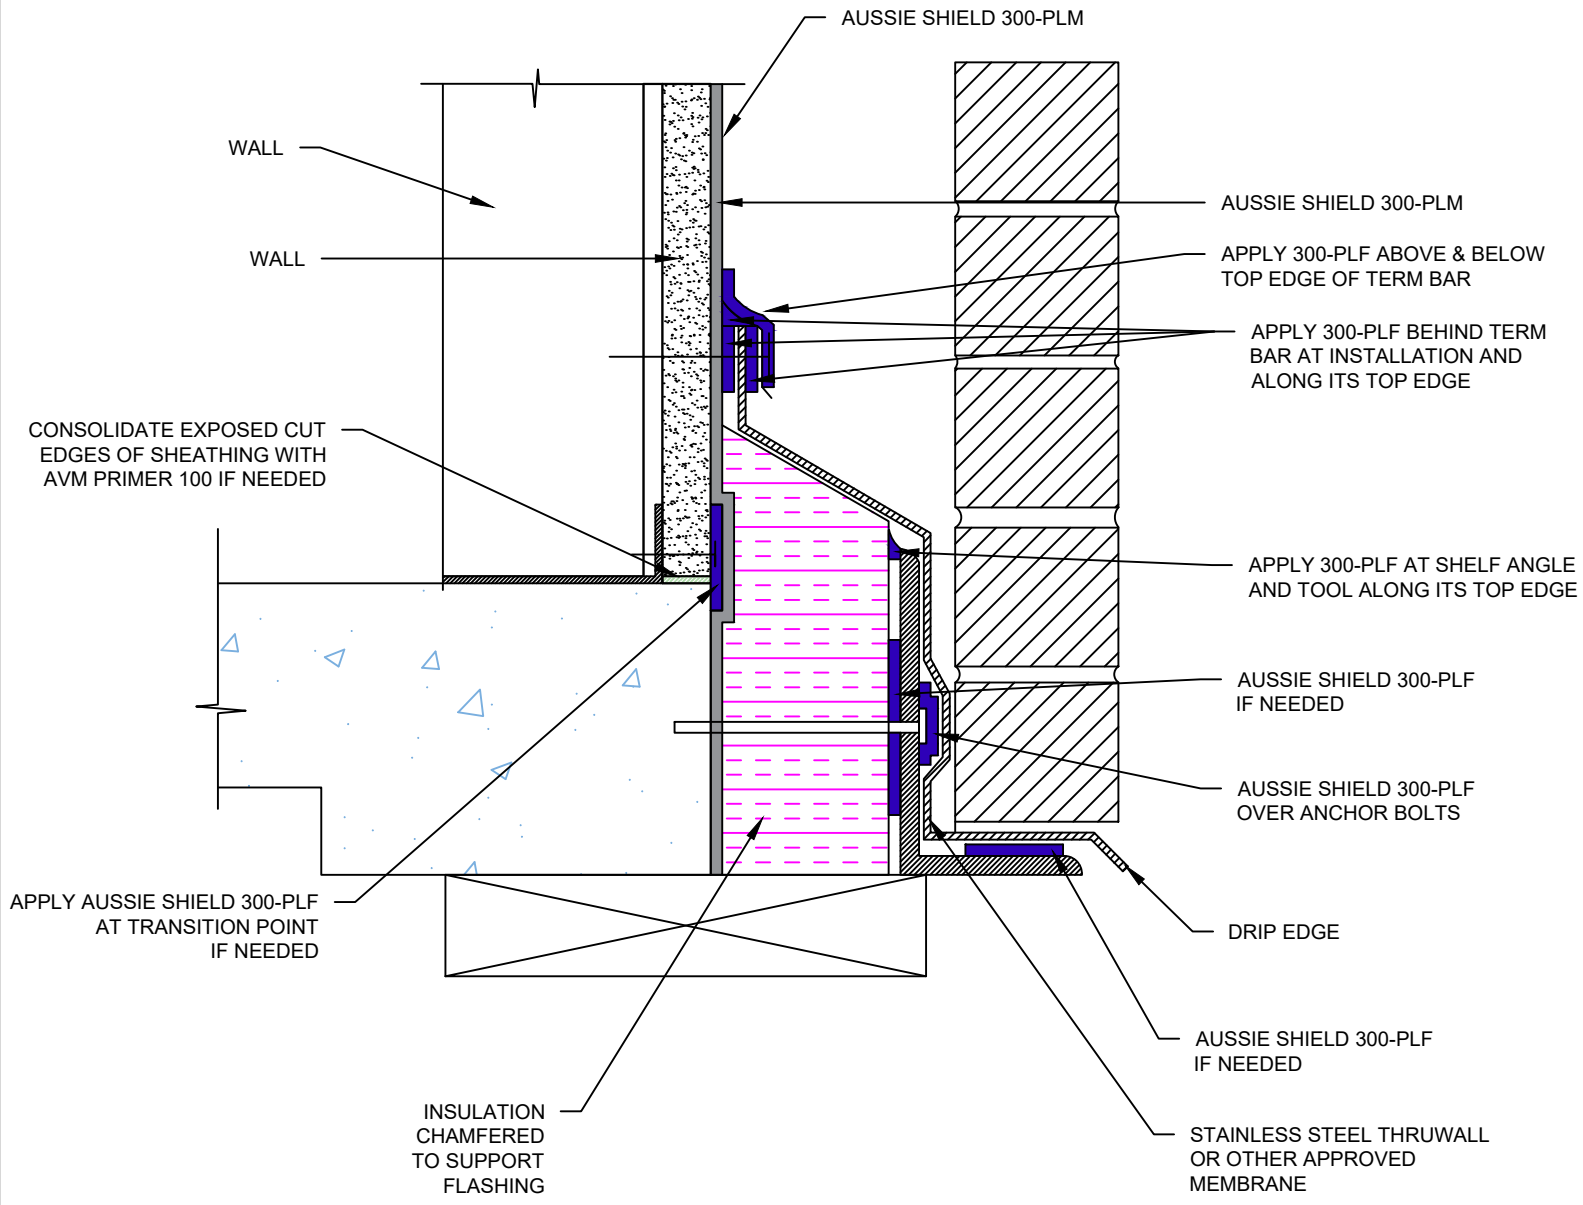 AUSSIE SHIELD 300-PLM
WALL
AUSSIE SHIELD 300-PLM
WALL
APPLY 300-PLF ABOVE & BELOW
TOP EDGE OF TERM BAR
APPLY 300-PLF BEHIND TERM
BAR AT INSTALLATION AND
ALONG ITS TOP EDGE
CONSOLIDATE EXPOSED CUT
EDGES OF SHEATHING WITH
AVM PRIMER 100 IF NEEDED
APPLY 300-PLF AT SHELF ANGLE
AND TOOL ALONG ITS TOP EDGE
AUSSIE SHIELD 300-PLF
IF NEEDED
AUSSIE SHIELD 300-PLF
OVER ANCHOR BOLTS
APPLY AUSSIE SHIELD 300-PLF
AT TRANSITION POINT
IF NEEDED
DRIP EDGE
AUSSIE SHIELD 300-PLF
IF NEEDED
INSULATION
CHAMFERED
TO SUPPORT
FLASHING
STAINLESS STEEL THRUWALL
OR OTHER APPROVED
MEMBRANE